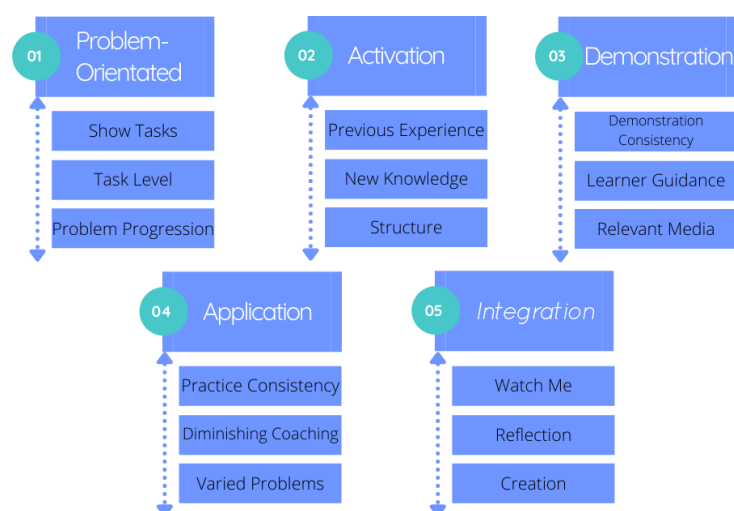 01
Problem-
Orientated
Show Tasks
Task Level
Problem Progression
02
Activation
Previous Experience
New Knowledge
Structure
03
Demonstration
Demonstration
Consistency
Learner Guidance
Relevant Media
04
Application
Practice Consistency
Diminishing Coaching
Varied Problems
05
Integration
Watch Me
Reflection
Creation